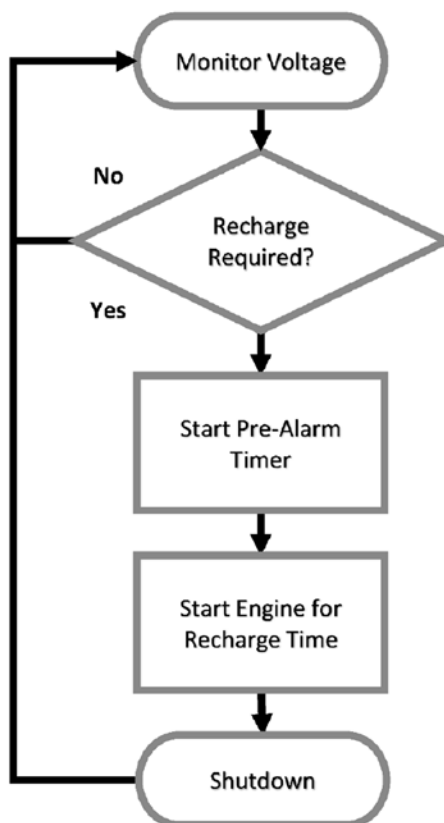 Monitor Voltage
No
Recharge
Required?
Yes
Start Pre-Alarm
Timer
Start Engine for
Recharge Time
Shutdown